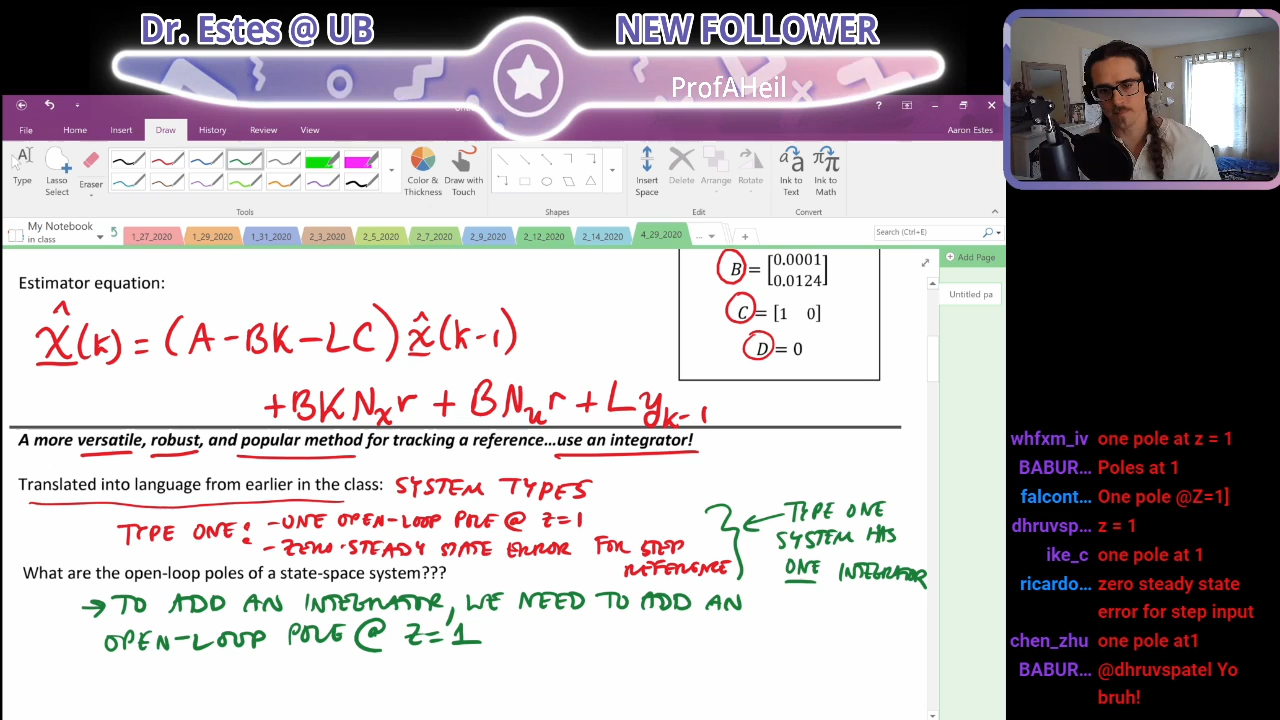 Dr. Estes @ UB
NEW FOLLOWER
ProfAHeil
Aaron Estes
File Home Insert Draw History Review View
Type
Lasso Select
Eraser
Color & Thickness
Draw with Touch
Insert Space
Delete
Arrange
Rotate
Ink to Text
Ink to Math
Tools Shapes Edit Convert
My Notebook
in class
1_27_2020 1_29_2020 1_31_2020 2_3_2020 2_5_2020 2_7_2020 2_9_2020 2_12_2020 2_14_2020 4_29_2020 ...
Search (Ctrl+E)
Add Page
Untitled pa
B = [0.0001 0.0124]
C = [1 0]
D = 0
Estimator equation:
x̂(k) = (A - BK - LC) x̂(k-1)
+ BKNₓr + BNᵤr + Ly_{k-1}
A more versatile, robust, and popular method for tracking a reference…use an integrator!
Translated into language from earlier in the class: SYSTEM TYPES
TYPE ONE: - ONE OPEN-LOOP POLE @ Z=1
- ZERO STEADY STATE ERROR FOR STEP REFERENCE
TYPE ONE
SYSTEM HAS
ONE INTEGRATOR
What are the open-loop poles of a state-space system???
→ TO ADD AN INTEGRATOR, WE NEED TO ADD AN
OPEN-LOOP POLE @ Z=1
whfxm_iv one pole at z = 1
BABUR… Poles at 1
falcont… One pole @Z=1]
dhruvsp… z = 1
ike_c one pole at 1
ricardo… zero steady state
error for step input
chen_zhu one pole at1
BABUR… @dhruvspatel Yo
bruh!